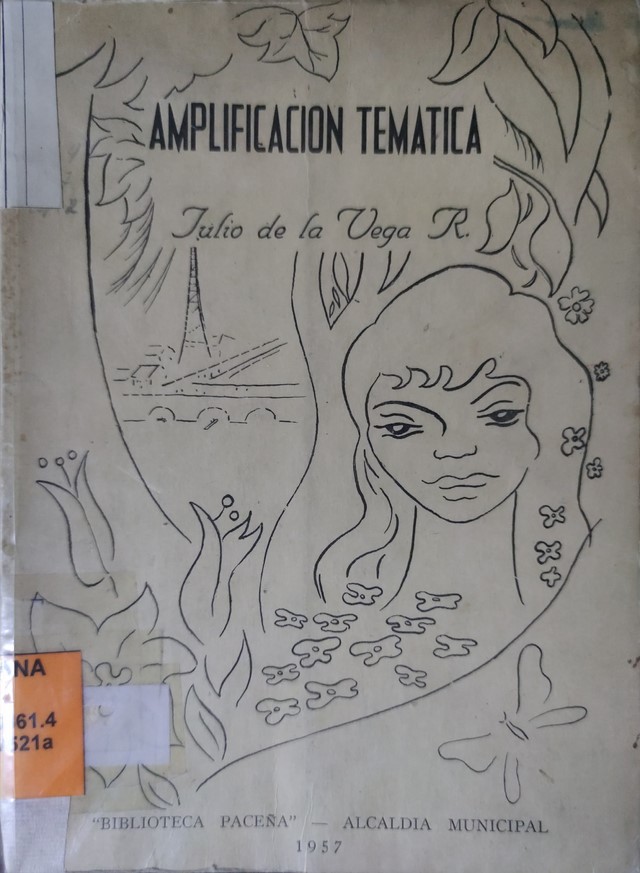 AMPLIFICACION TEMATICA
Julio de la Vega R.
NA
61.4
521a
"BIBLIOTECA PACEÑA" — ALCALDIA MUNICIPAL
1957